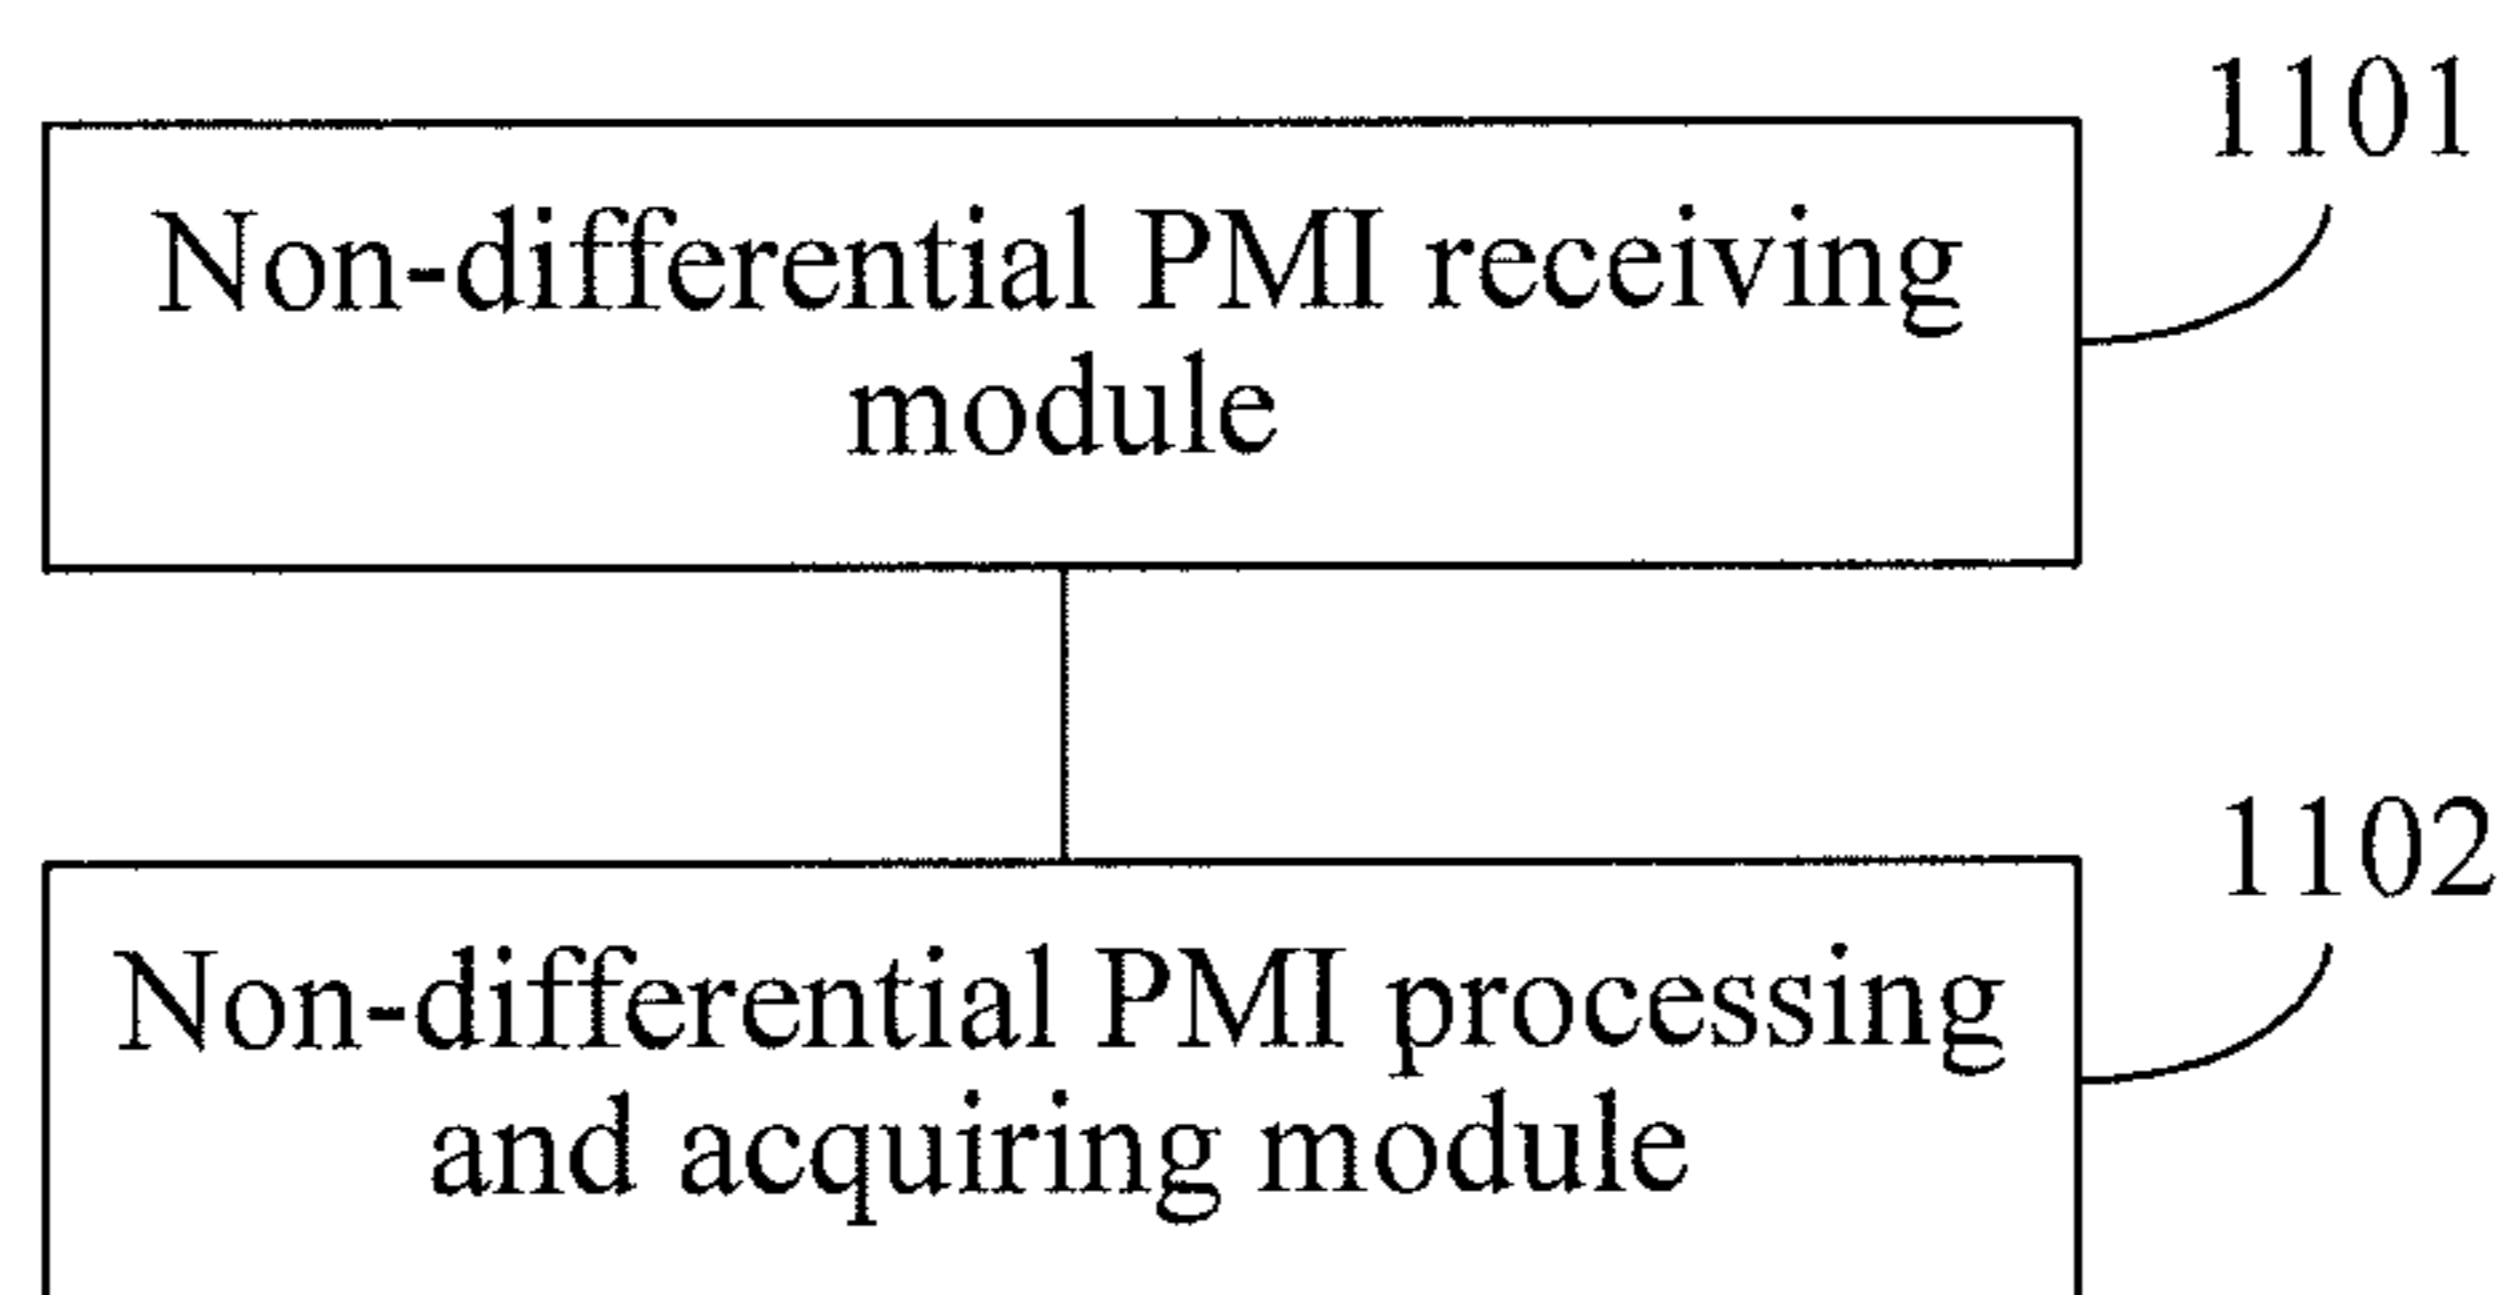 1101
Non-differential PMI receiving
module
1102
Non-differential PMI processing
and acquiring module